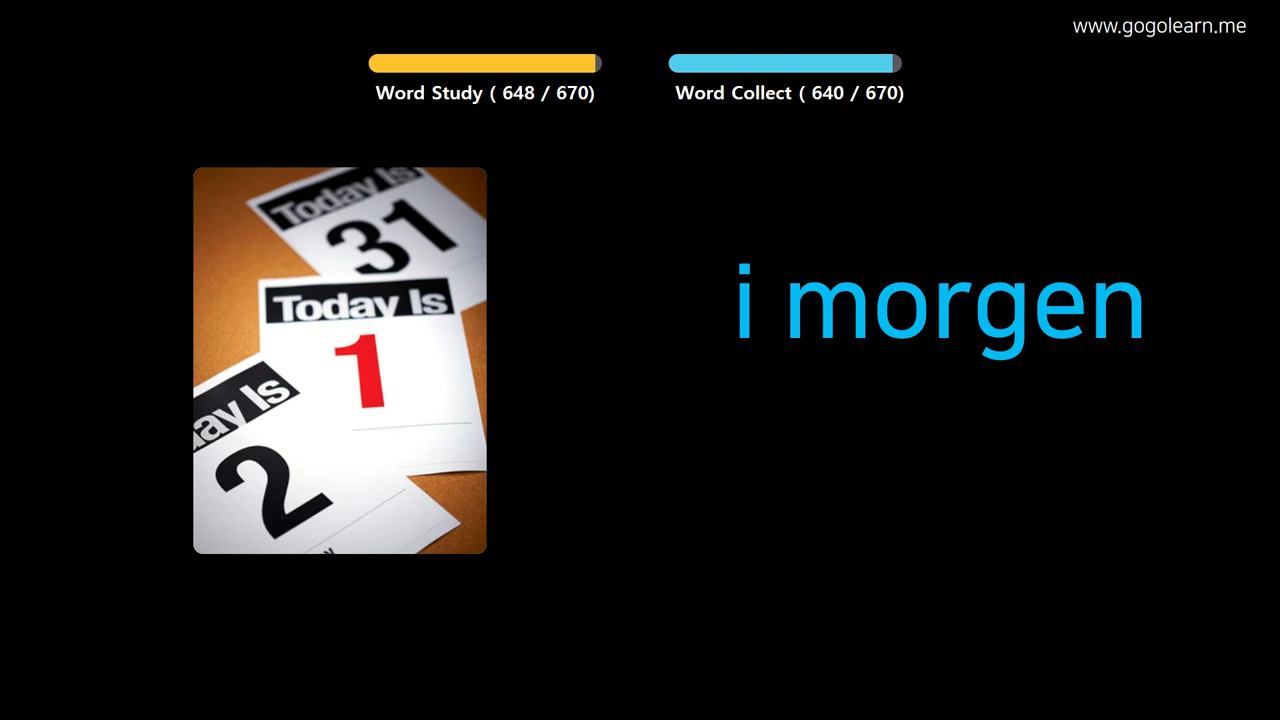 www.gogolearn.me
Word Study ( 648 / 670)
Word Collect ( 640 / 670)
Today Is
31
Today Is
1
i morgen
ay Is
2